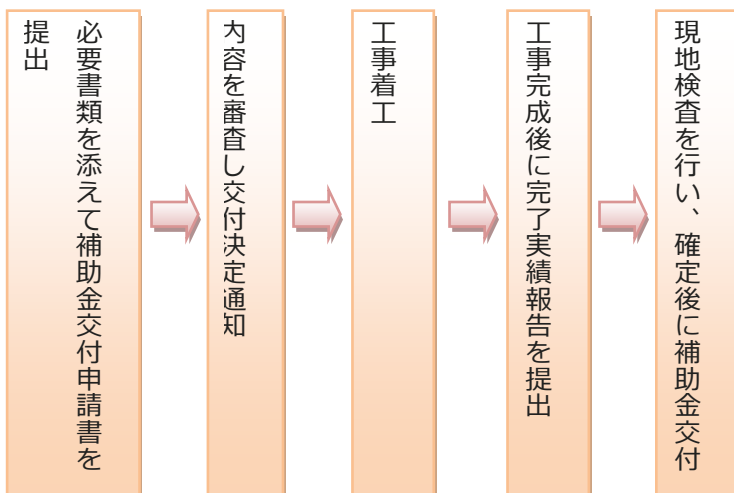 必要書類を添えて補助金交付申請書を
提出
内容を審査し交付決定通知
工事着工
工事完成後に完了実績報告を提出
現地検査を行い、確定後に補助金交付